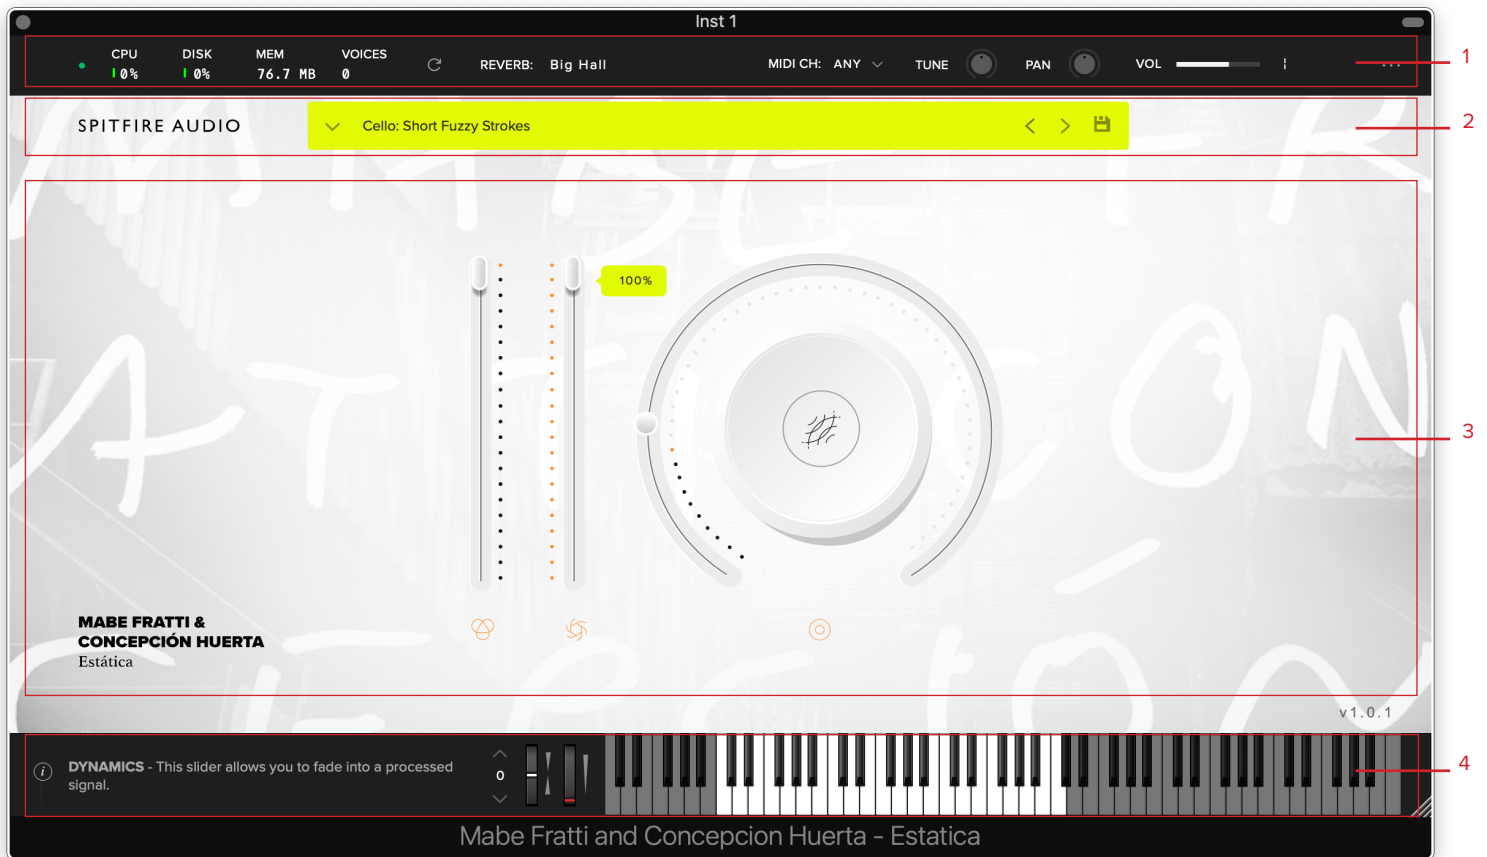 Inst 1
CPU DISK MEM VOICES
0% 0% 76.7 MB 0
REVERB: Big Hall
MIDI CH: ANY TUNE PAN VOL
1
SPITFIRE AUDIO
Cello: Short Fuzzy Strokes
2
100%
3
MABE FRATTI &
CONCEPCIÓN HUERTA
Estática
v1.0.1
DYNAMICS - This slider allows you to fade into a processed
signal.
0
4
Mabe Fratti and Concepcion Huerta - Estatica